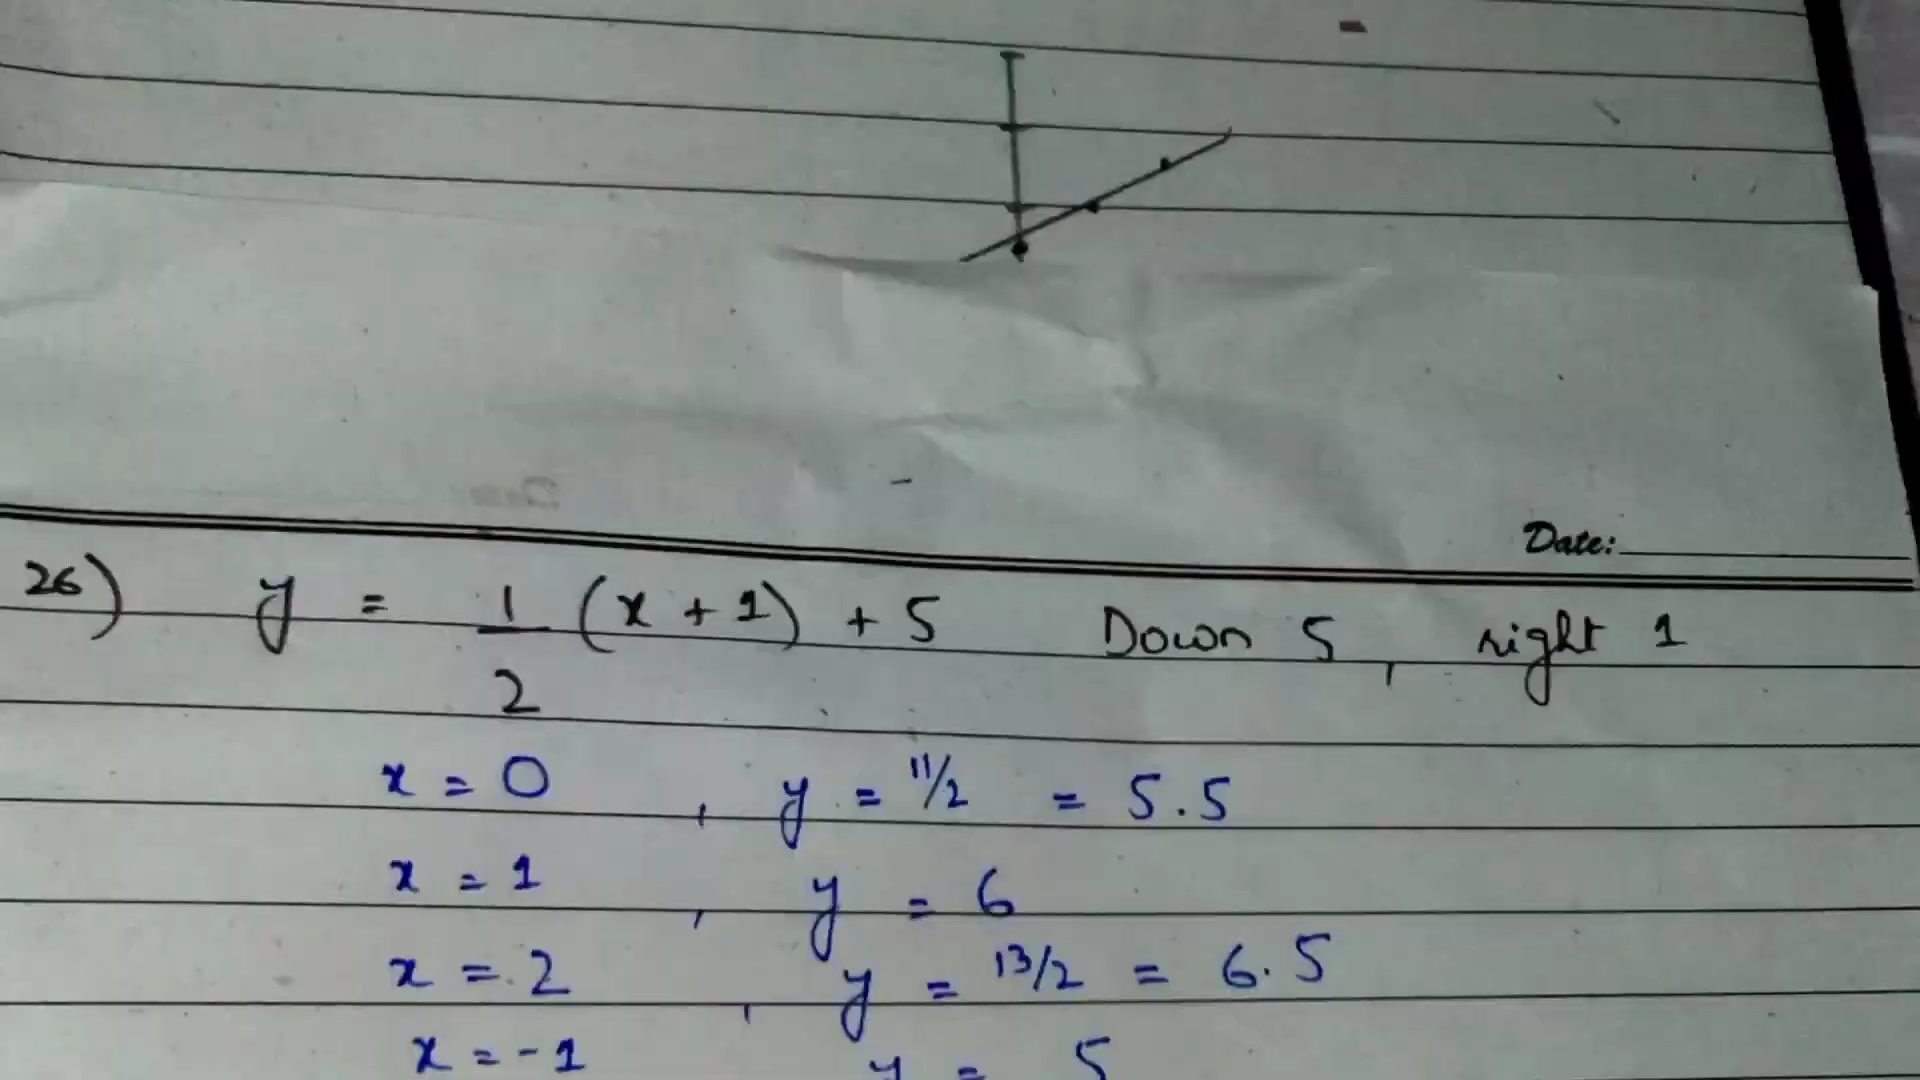 Date:
26) y = 1/2 (x + 1) + 5 Down 5, right 1
x = 0, y = 11/2 = 5.5
x = 1, y = 6
x = 2, y = 13/2 = 6.5
x = -1 y = 5